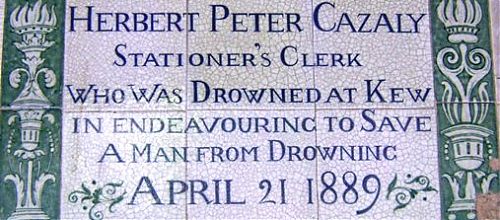 HERBERT PETER CAZALY
STATIONER'S CLERK
WHO WAS DROWNED AT KEW
IN ENDEAVOURING TO SAVE
A MAN FROM DROWNING
APRIL 21 1889